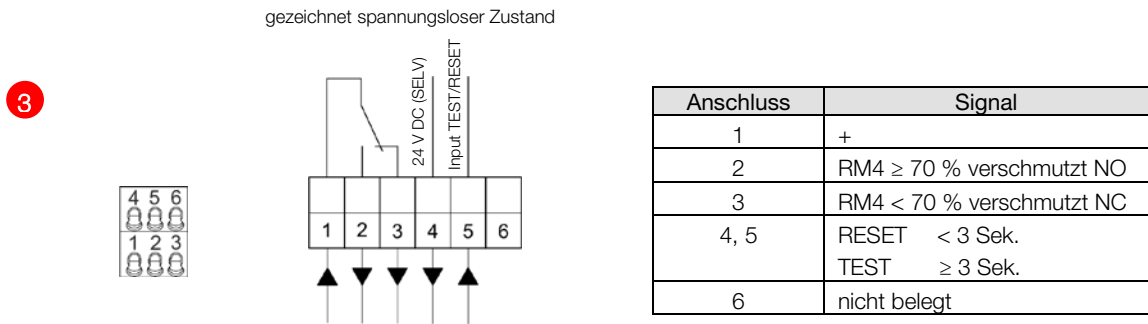 gezeichnet spannungsloser Zustand
3
24 V DC (SELV)
Input TEST/RESET
4 5 6
1 2 3
1 2 3 4 5 6
Anschluss Signal
1 +
2 RM4 ≥ 70 % verschmutzt NO
3 RM4 < 70 % verschmutzt NC
4, 5 RESET < 3 Sek.
TEST ≥ 3 Sek.
6 nicht belegt